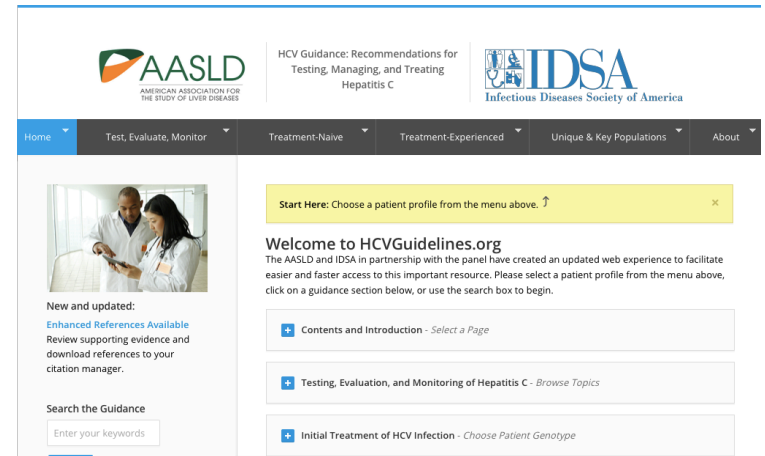 AASLD
AMERICAN ASSOCIATION FOR
THE STUDY OF LIVER DISEASES
HCV Guidance: Recommendations for
Testing, Managing, and Treating
Hepatitis C
IDSA
Infectious Diseases Society of America
Home
Test, Evaluate, Monitor
Treatment-Naive
Treatment-Experienced
Unique & Key Populations
About
New and updated:
Enhanced References Available
Review supporting evidence and
download references to your
citation manager.
Search the Guidance
Enter your keywords
Start Here: Choose a patient profile from the menu above. ⤴
×
Welcome to HCVGuidelines.org
The AASLD and IDSA in partnership with the panel have created an updated web experience to facilitate
easier and faster access to this important resource. Please select a patient profile from the menu above,
click on a guidance section below, or use the search box to begin.
Contents and Introduction - Select a Page
Testing, Evaluation, and Monitoring of Hepatitis C - Browse Topics
Initial Treatment of HCV Infection - Choose Patient Genotype